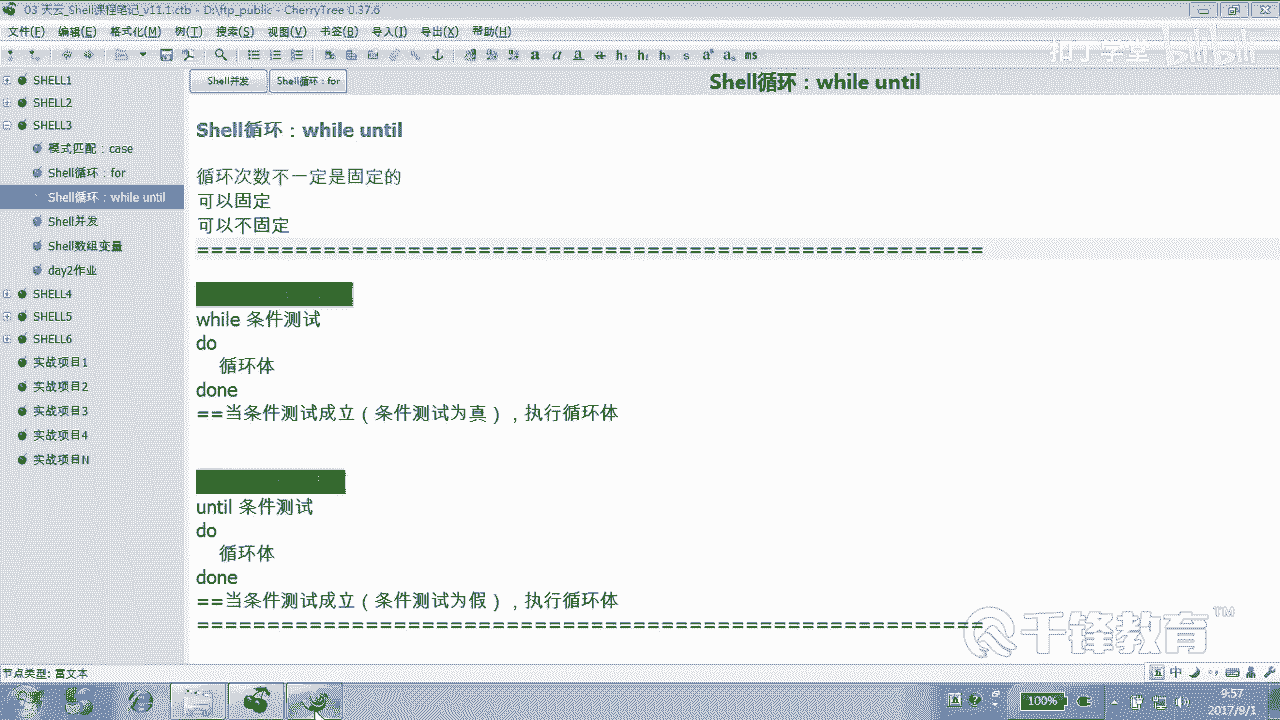 03 天云_Shell课程笔记_v11.1.ctb - D:\ftp_public - CherryTree 0.37.6
文件(F) 编辑(E) 格式化(M) 树(T) 搜索(S) 视图(V) 书签(B) 导入(I) 导出(X) 帮助(H)
扣丁学堂 bilibili
SHELL1
SHELL2
SHELL3
模式匹配：case
Shell循环：for
Shell循环：while until
Shell并发
Shell数组变量
day2作业
SHELL4
SHELL5
SHELL6
实战项目1
实战项目2
实战项目3
实战项目4
实战项目N
Shell并发 Shell循环：for
Shell循环：while until
Shell循环：while until
循环次数不一定是固定的
可以固定
可以不固定
===================================================================
while 条件测试
do
循环体
done
==当条件测试成立（条件测试为真），执行循环体
until 条件测试
do
循环体
done
==当条件测试成立（条件测试为假），执行循环体
===================================================================
千锋教育 TM
节点类型: 富文本
中
100%
9:57
2017/9/1